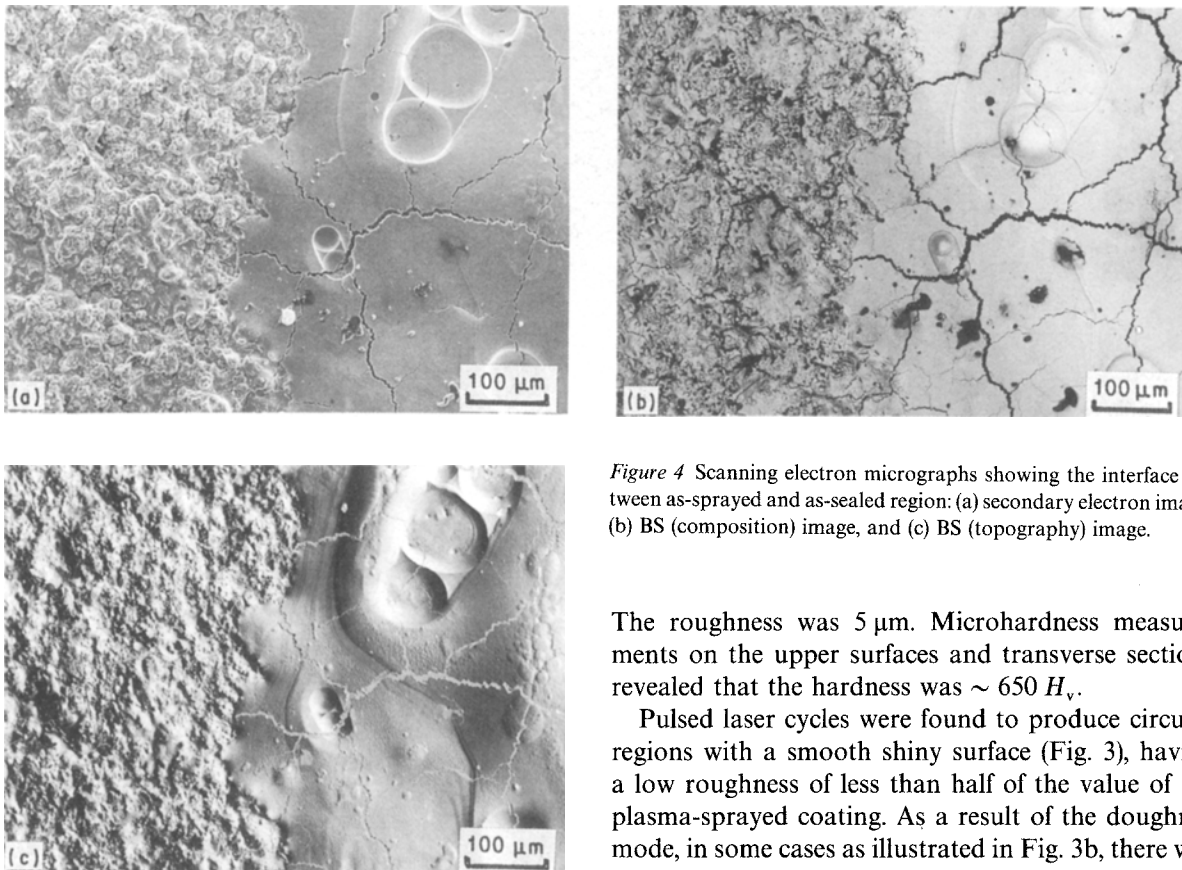 (a)
100 µm
(b)
100 µm
(c)
100 µm
Figure 4 Scanning electron micrographs showing the interface
tween as-sprayed and as-sealed region: (a) secondary electron ima
(b) BS (composition) image, and (c) BS (topography) image.
The roughness was 5 µm. Microhardness measu
ments on the upper surfaces and transverse sectio
revealed that the hardness was ~ 650 Hv.
Pulsed laser cycles were found to produce circu
regions with a smooth shiny surface (Fig. 3), havi
a low roughness of less than half of the value of
plasma-sprayed coating. As a result of the doughn
mode, in some cases as illustrated in Fig. 3b, there w